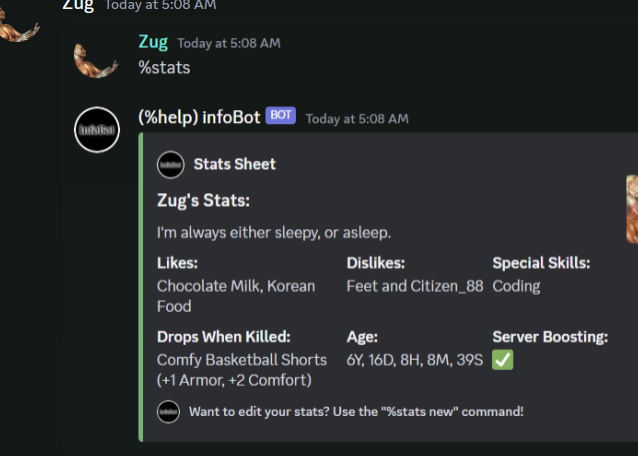 Zug Today at 5:08 AM
Zug Today at 5:08 AM
%stats
InfoBot
(%help) infoBot BOT Today at 5:08 AM
Stats Sheet
Zug's Stats:
I'm always either sleepy, or asleep.
Likes: Dislikes: Special Skills:
Chocolate Milk, Korean Feet and Citizen_88 Coding
Food
Drops When Killed: Age: Server Boosting:
Comfy Basketball Shorts 6Y, 16D, 8H, 8M, 39S ✅
(+1 Armor, +2 Comfort)
Want to edit your stats? Use the "%stats new" command!